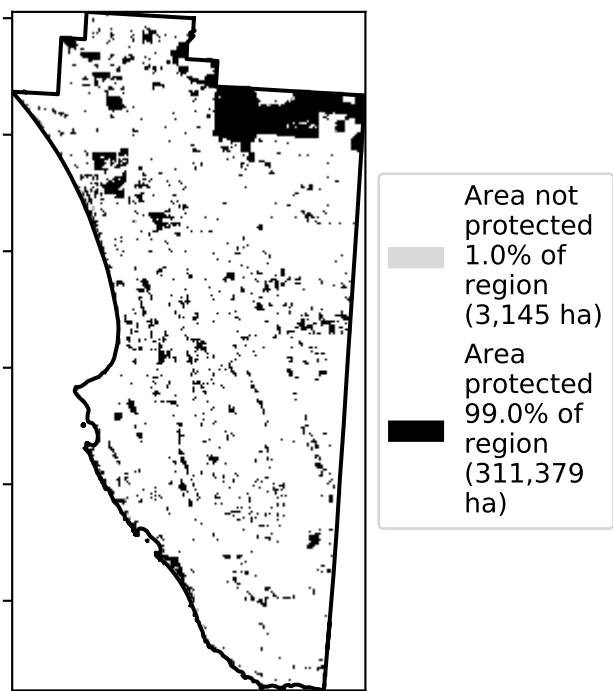 Area not
protected
1.0% of
region
(3,145 ha)
Area
protected
99.0% of
region
(311,379
ha)